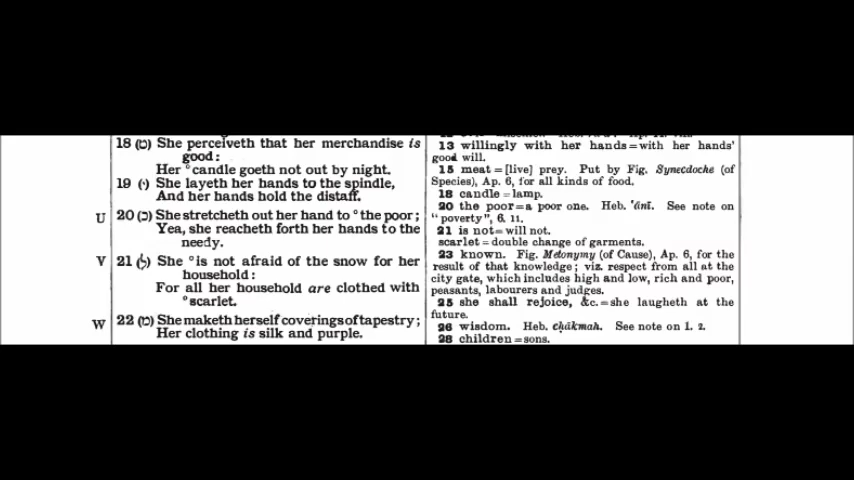 18 (ט) She perceiveth that her merchandise is
good:
Her °candle goeth not out by night.
19 (י) She layeth her hands to the spindle,
And her hands hold the distaff.
U
20 (כ) She stretcheth out her hand to °the poor;
Yea, she reacheth forth her hands to the
needy.
V
21 (ל) She °is not afraid of the snow for her
household:
For all her household are clothed with
°scarlet.
W
22 (מ) She maketh herself coverings of tapestry;
Her clothing is silk and purple.
13 willingly with her hands = with her hands'
good will.
15 meat = [live] prey. Put by Fig. Synecdoche (of
Species), Ap. 6, for all kinds of food.
18 candle = lamp.
20 the poor = a poor one. Heb. 'ānī. See note on
"poverty", 6. 11.
21 is not = will not.
scarlet = double change of garments.
23 known. Fig. Metonymy (of Cause), Ap. 6, for the
result of that knowledge; viz. respect from all at the
city gate, which includes high and low, rich and poor,
peasants, labourers and judges.
25 she shall rejoice, &c. = she laugheth at the
future.
26 wisdom. Heb. chākmah. See note on 1. 2.
28 children = sons.